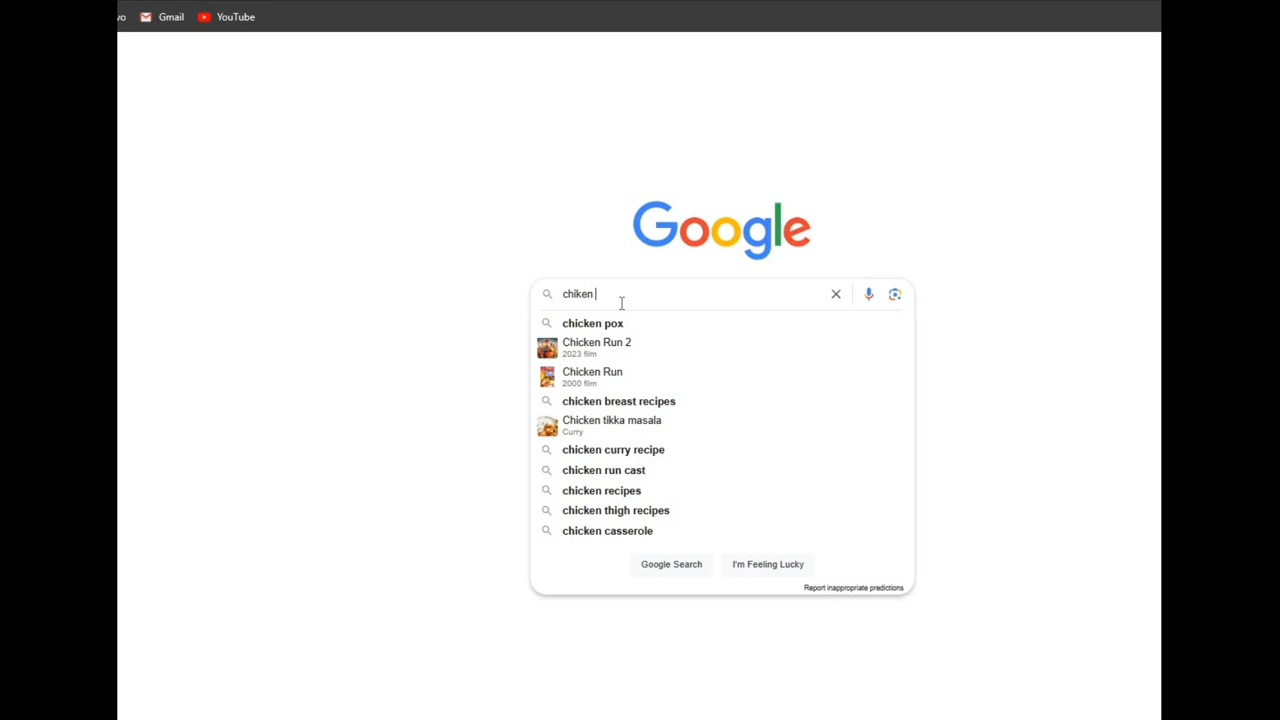 vo Gmail YouTube
Google
chiken
chicken pox
Chicken Run 2
2023 film
Chicken Run
2000 film
chicken breast recipes
Chicken tikka masala
Curry
chicken curry recipe
chicken run cast
chicken recipes
chicken thigh recipes
chicken casserole
Google Search I'm Feeling Lucky
Report inappropriate predictions